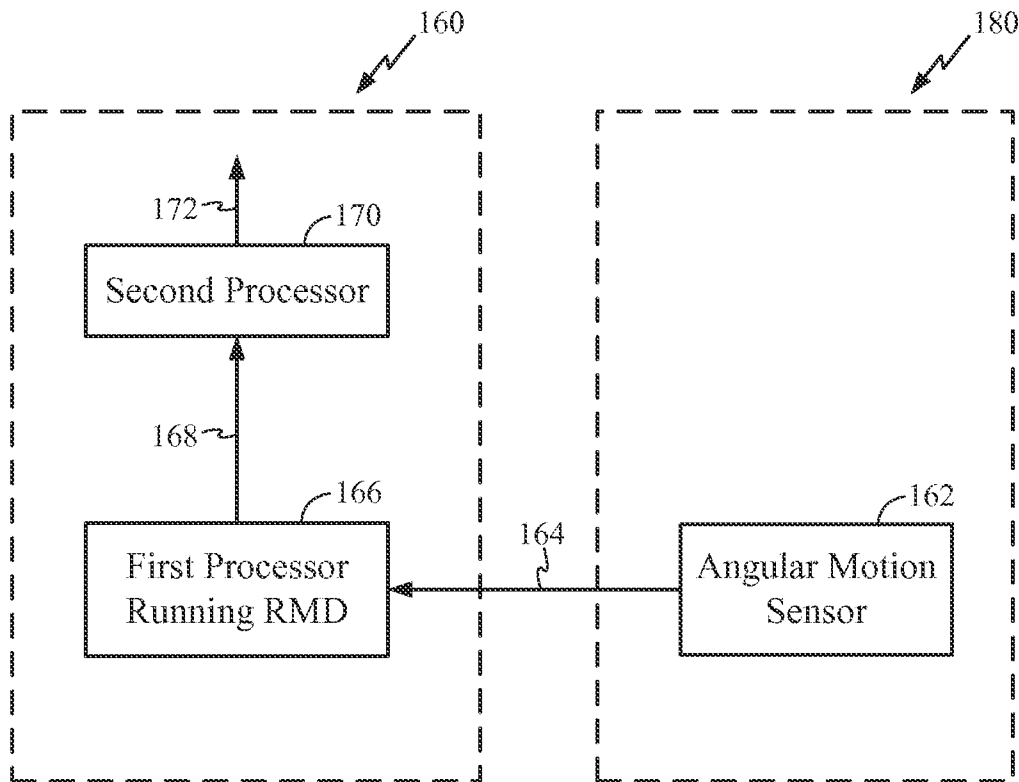 160
180
172
170
Second Processor
168
166
First Processor
Running RMD
164
162
Angular Motion
Sensor